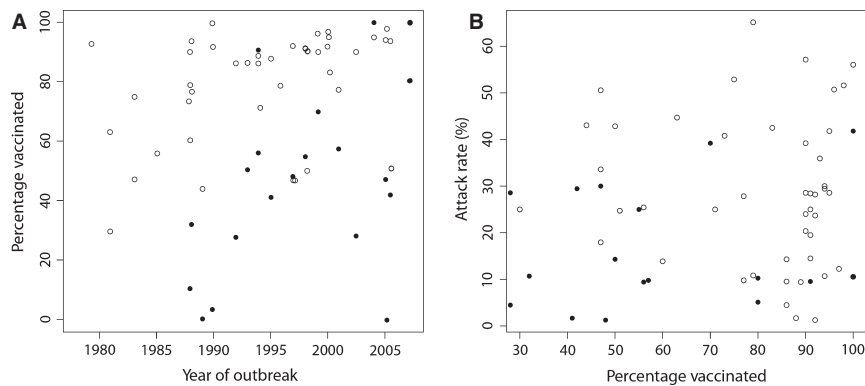 A
100
80
60
40
20
0
Percentage vaccinated
1980 1985 1990 1995 2000 2005
Year of outbreak
B
60
50
40
30
20
10
0
Attack rate (%)
30 40 50 60 70 80 90 100
Percentage vaccinated